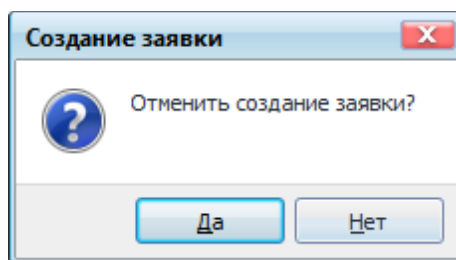 Создание заявки
Отменить создание заявки?
Да
Нет